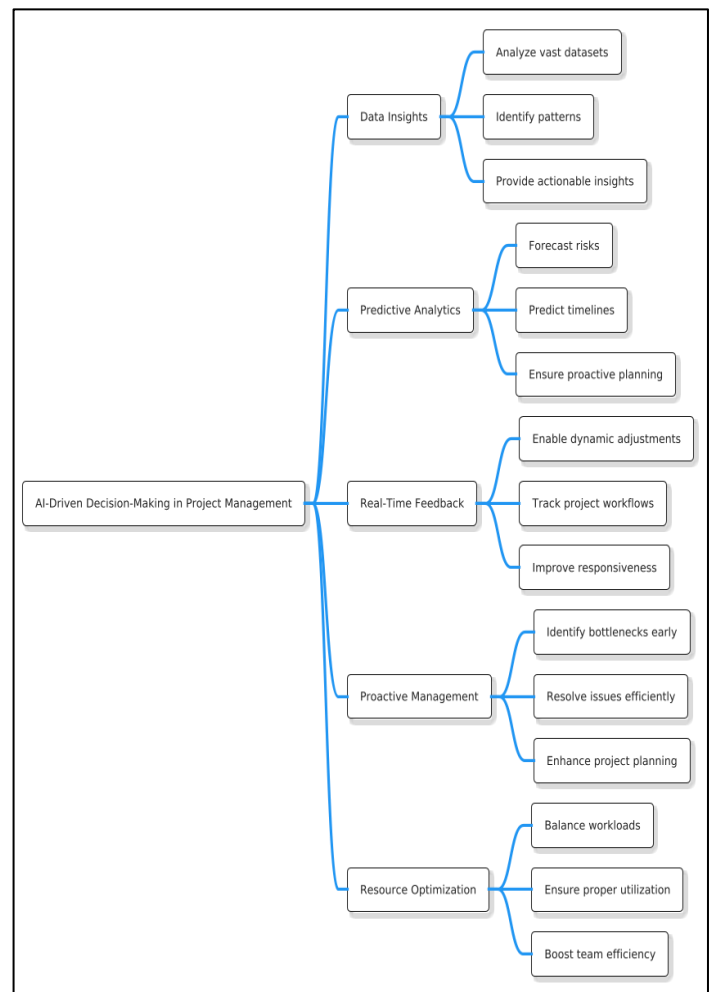 AI-Driven Decision-Making in Project Management
Data Insights
Analyze vast datasets
Identify patterns
Provide actionable insights
Predictive Analytics
Forecast risks
Predict timelines
Ensure proactive planning
Real-Time Feedback
Enable dynamic adjustments
Track project workflows
Improve responsiveness
Proactive Management
Identify bottlenecks early
Resolve issues efficiently
Enhance project planning
Resource Optimization
Balance workloads
Ensure proper utilization
Boost team efficiency